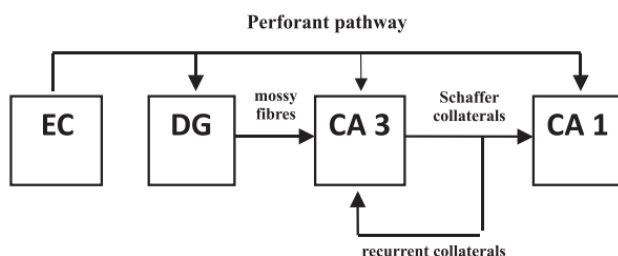 Perforant pathway
EC
DG
mossy
fibres
CA 3
Schaffer
collaterals
CA 1
recurrent collaterals